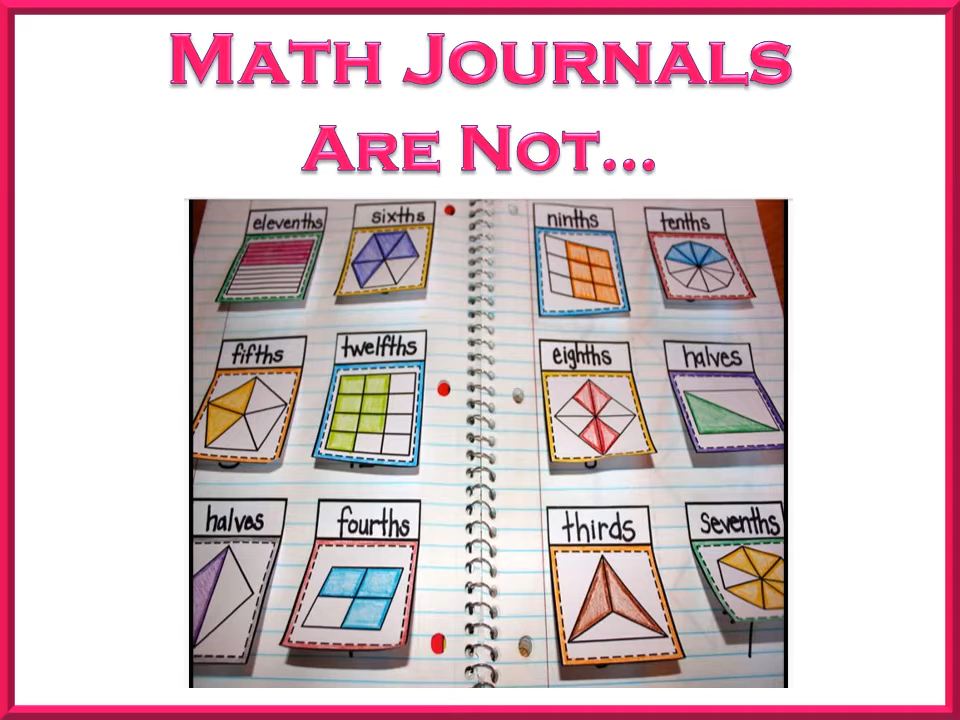 Math Journals
Are Not...
elevenths
sixths
ninths
tenths
fifths
twelfths
eighths
halves
halves
fourths
thirds
sevenths